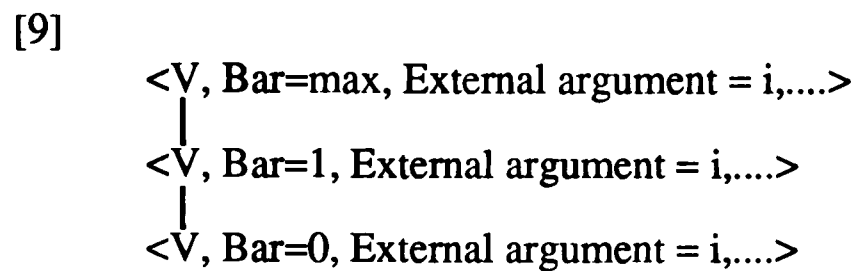 [9]
<V, Bar=max, External argument = i,....>
<V, Bar=1, External argument = i,....>
<V, Bar=0, External argument = i,....>